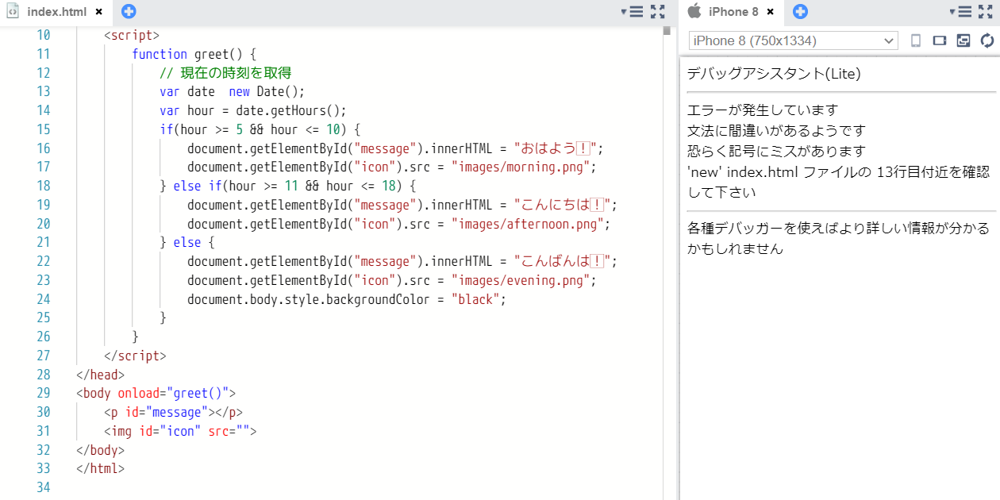 index.html ×
10 <script>
11 function greet() {
12 // 現在の時刻を取得
13 var date  new Date();
14 var hour = date.getHours();
15 if(hour >= 5 && hour <= 10) {
16 document.getElementById("message").innerHTML = "おはよう！";
17 document.getElementById("icon").src = "images/morning.png";
18 } else if(hour >= 11 && hour <= 18) {
19 document.getElementById("message").innerHTML = "こんにちは！";
20 document.getElementById("icon").src = "images/afternoon.png";
21 } else {
22 document.getElementById("message").innerHTML = "こんばんは！";
23 document.getElementById("icon").src = "images/evening.png";
24 document.body.style.backgroundColor = "black";
25 }
26 }
27 </script>
28 </head>
29 <body onload="greet()">
30 <p id="message"></p>
31 <img id="icon" src="">
32 </body>
33 </html>
34
iPhone 8 ×
iPhone 8 (750x1334)
デバッグアシスタント(Lite)
エラーが発生しています
文法に間違いがあるようです
恐らく記号にミスがあります
'new' index.html ファイルの 13行目付近を確認
して下さい
各種デバッガーを使えばより詳しい情報が分かる
かもしれません